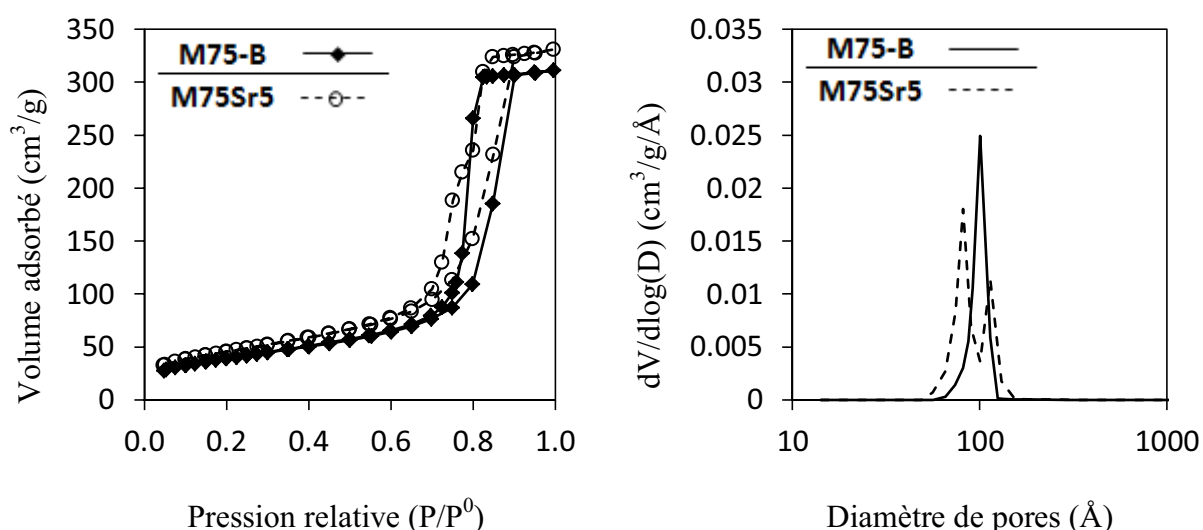 350
300
250
200
150
100
50
0
0.0 0.2 0.4 0.6 0.8 1.0
Volume adsorbé (cm³/g)
Pression relative (P/P⁰)
M75-B
M75Sr5
0.035
0.03
0.025
0.02
0.015
0.01
0.005
0
10 100 1000
dV/dlog(D) (cm³/g/Å)
Diamètre de pores (Å)
M75-B
M75Sr5